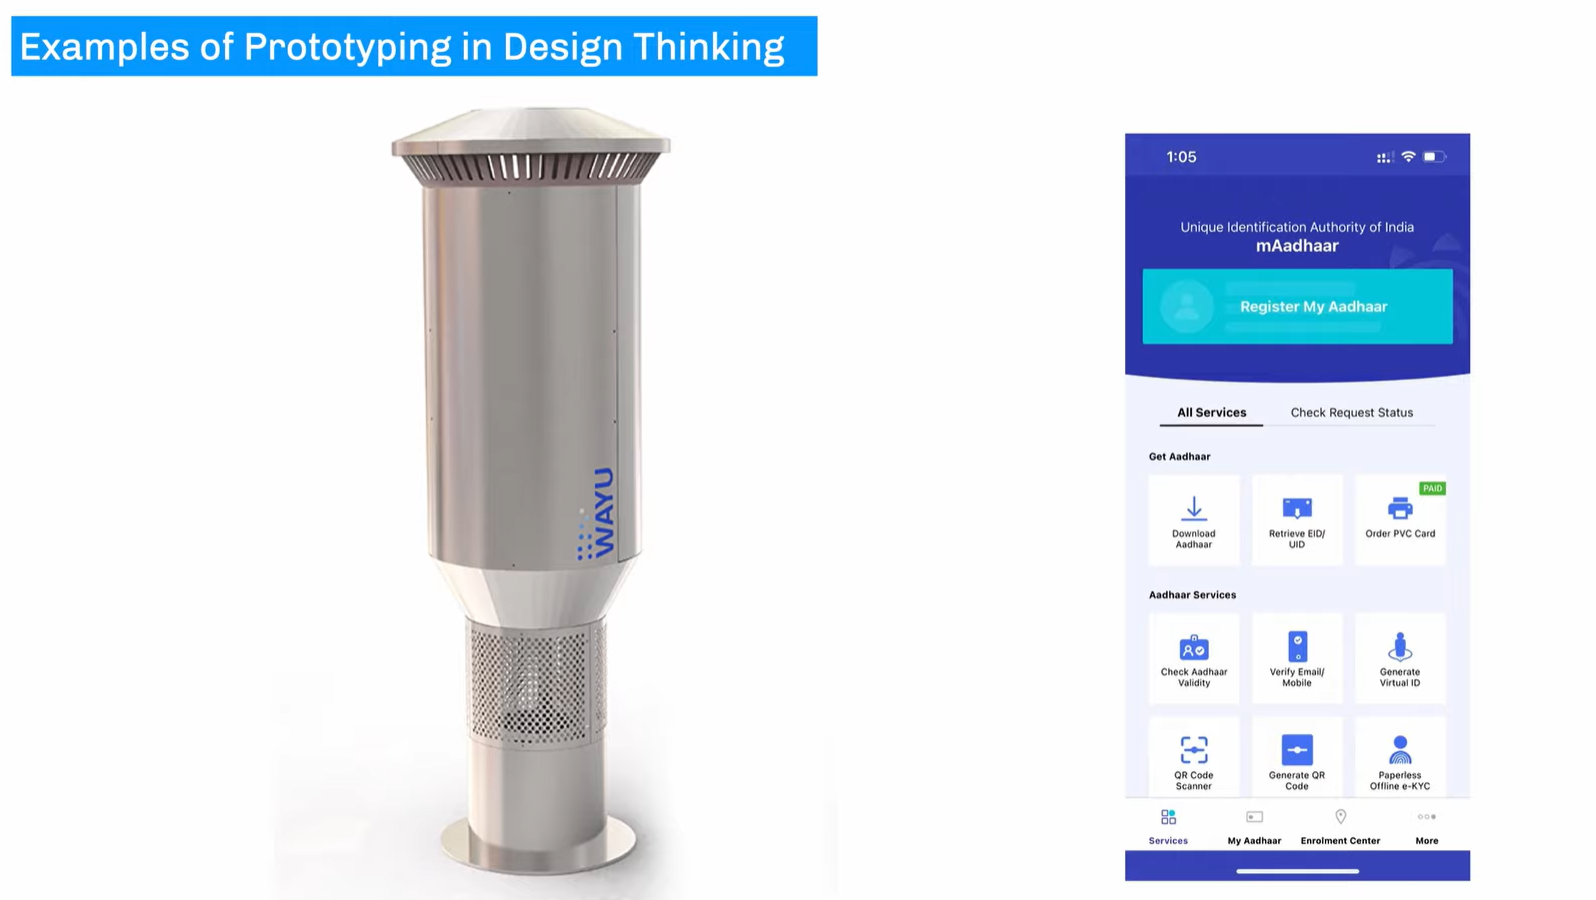 Examples of Prototyping in Design Thinking
WAYU
1:05
Unique Identification Authority of India
mAadhaar
Register My Aadhaar
All Services
Check Request Status
Get Aadhaar
PAID
Download
Aadhaar
Retrieve EID/
UID
Order PVC Card
Aadhaar Services
Check Aadhaar
Validity
Verify Email/
Mobile
Generate
Virtual ID
QR Code
Scanner
Generate QR
Code
Paperless
Offline e-KYC
Services
My Aadhaar
Enrolment Center
More